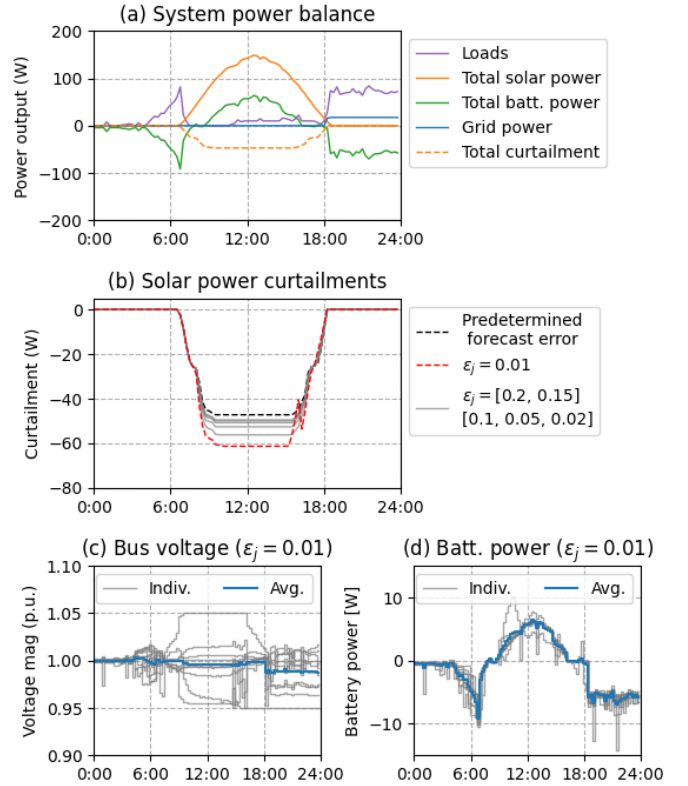 (a) System power balance
Power output (W)
200
100
0
−100
−200
0:00 6:00 12:00 18:00 24:00
Loads
Total solar power
Total batt. power
Grid power
Total curtailment
(b) Solar power curtailments
Curtailment (W)
0
−20
−40
−60
−80
0:00 6:00 12:00 18:00 24:00
Predetermined
forecast error
εj = 0.01
εj = [0.2, 0.15]
[0.1, 0.05, 0.02]
(c) Bus voltage (εj = 0.01)
Voltage mag (p.u.)
1.10
1.05
1.00
0.95
0.90
Indiv. Avg.
0:00 6:00 12:00 18:00 24:00
(d) Batt. power (εj = 0.01)
Battery power [W]
10
0
−10
Indiv. Avg.
0:00 6:00 12:00 18:00 24:00